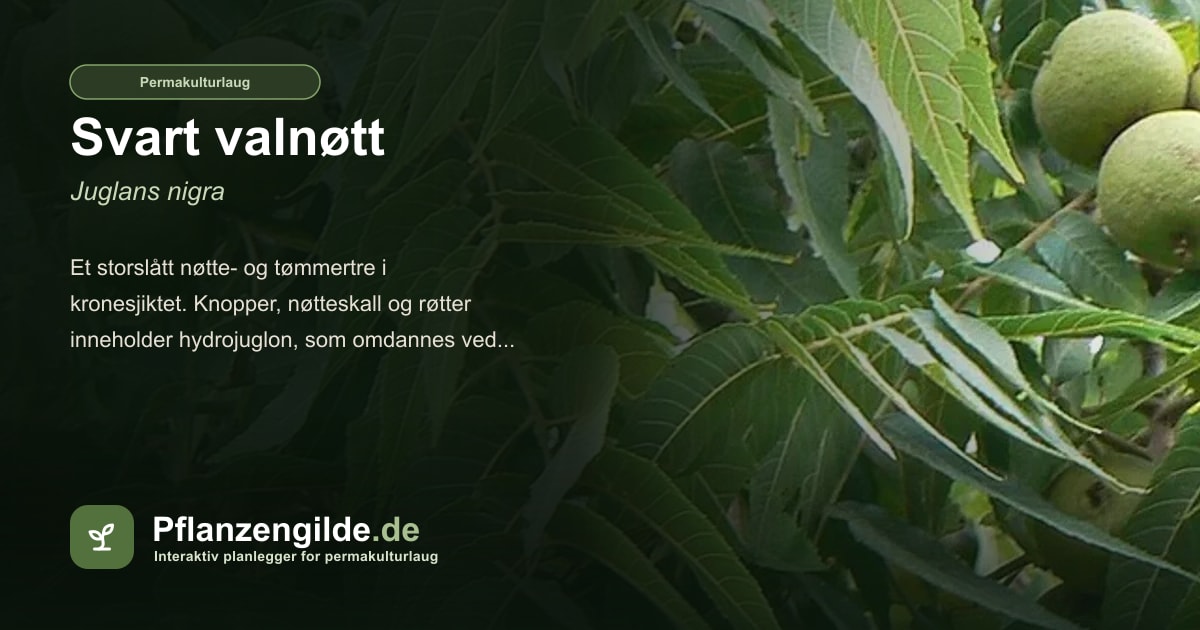 Permakulturlaug
Svart valnøtt
Juglans nigra
Et storslått nøtte- og tømmertre i
kronesjiktet. Knopper, nøtteskall og røtter
inneholder hydrojuglon, som omdannes ved...
Pflanzengilde.de
Interaktiv planlegger for permakulturlaug